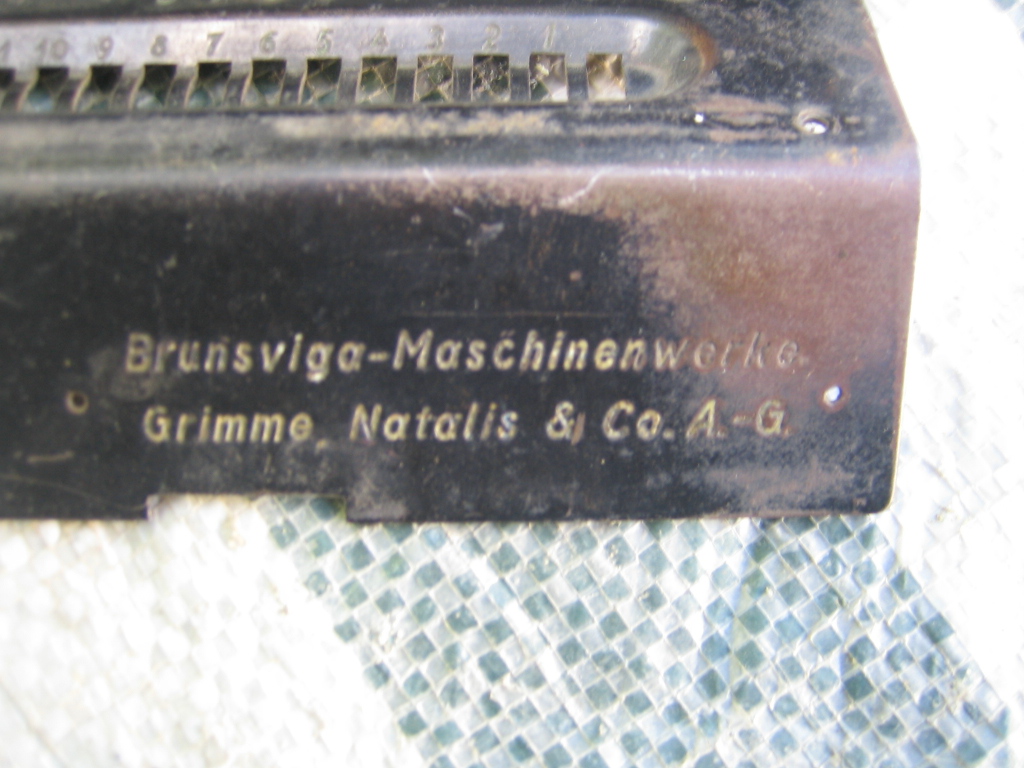 10 9 8 7 6 5 4 3 2 1
Brunsviga-Maschinenwerke
Grimme, Natalis & Co. A.-G.